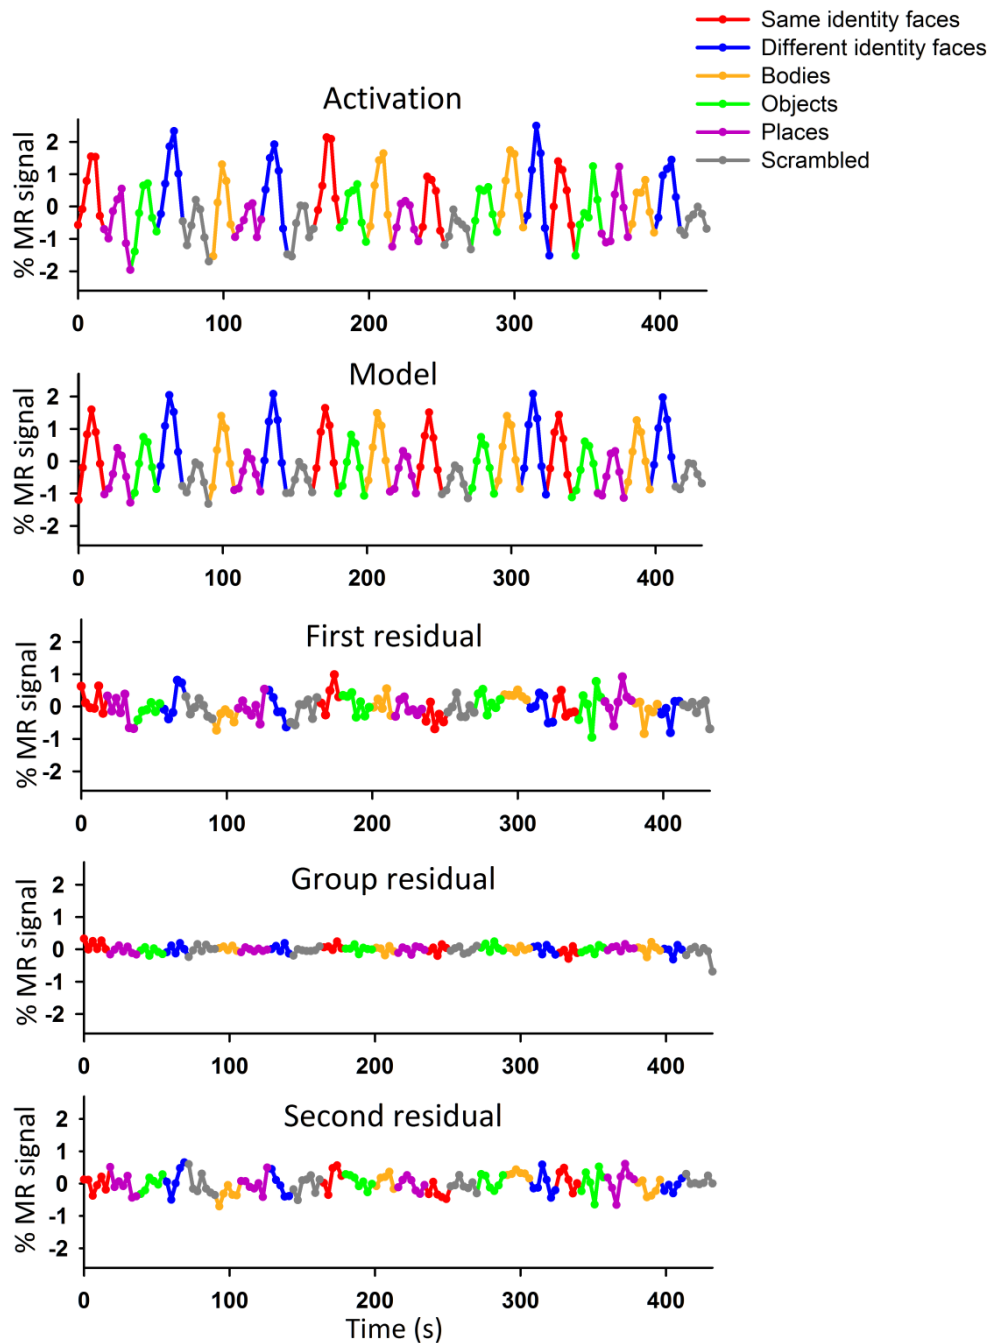 Same identity faces
Different identity faces
Bodies
Objects
Places
Scrambled
Activation
% MR signal
2
1
0
-1
-2
0 100 200 300 400
Model
% MR signal
2
1
0
-1
-2
0 100 200 300 400
First residual
% MR signal
2
1
0
-1
-2
0 100 200 300 400
Group residual
% MR signal
2
1
0
-1
-2
0 100 200 300 400
Second residual
% MR signal
2
1
0
-1
-2
0 100 200 300 400
Time (s)